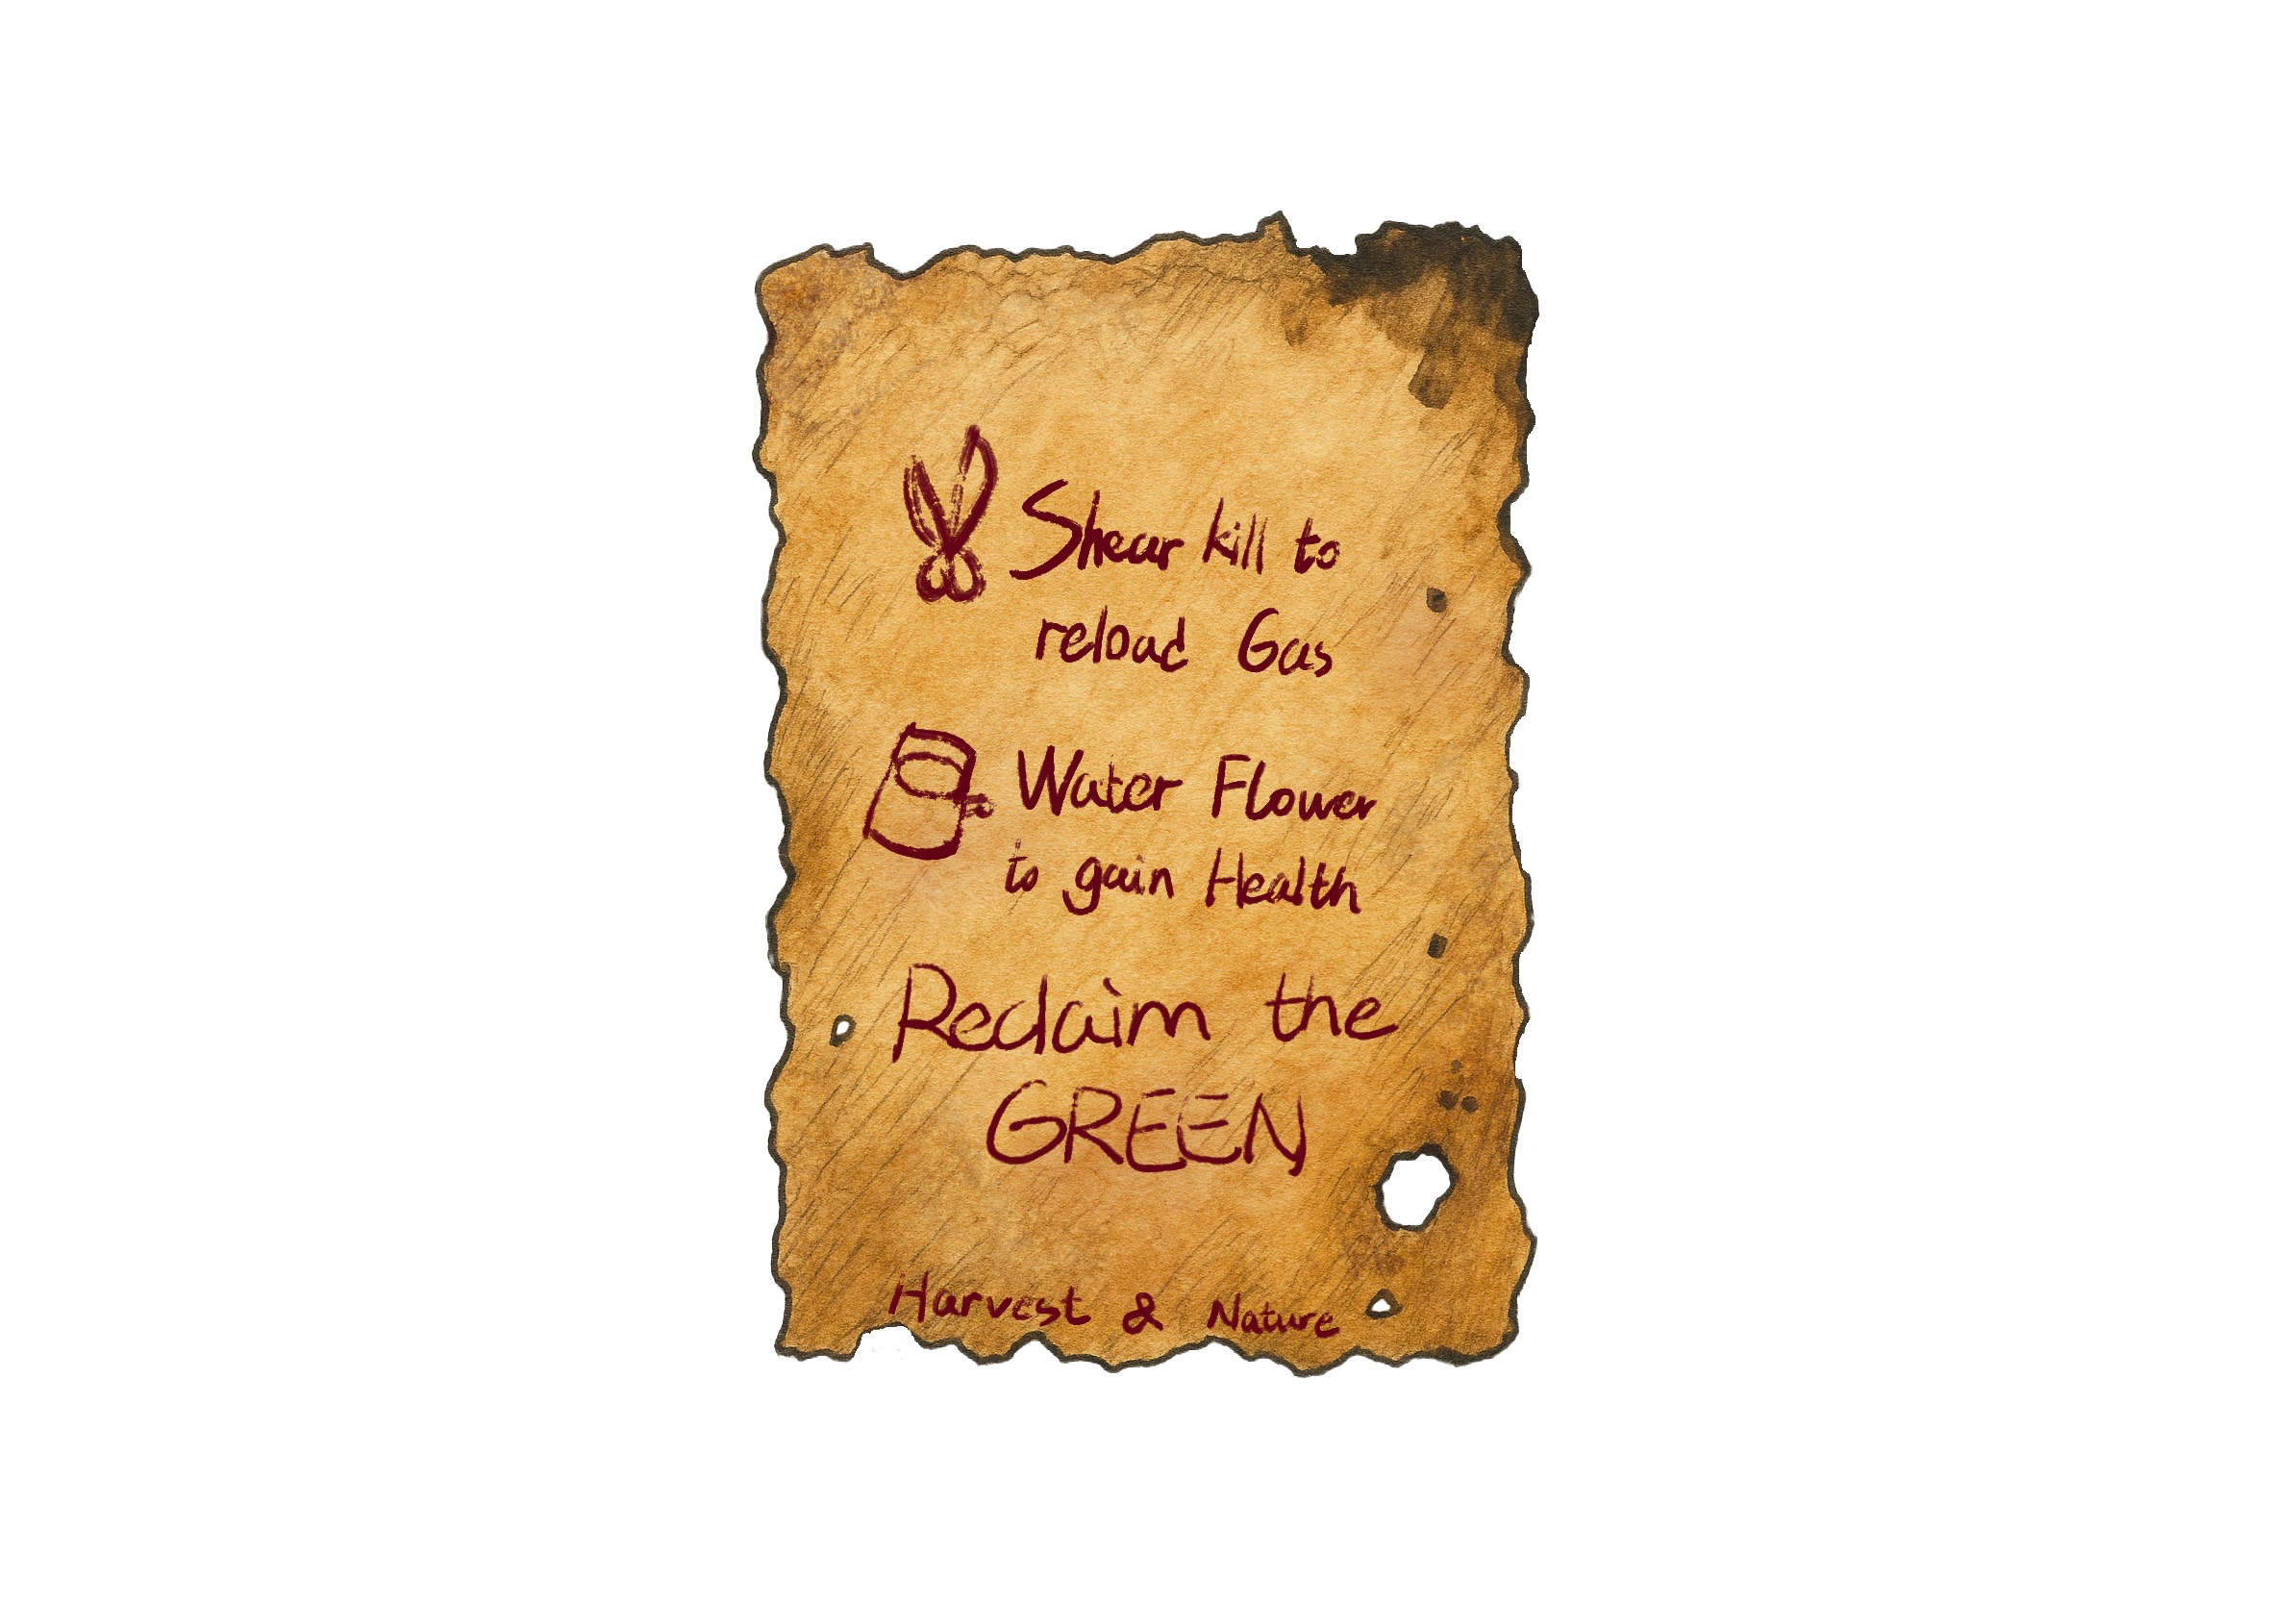 Shear kill to
reload Gas
Water Flower
to gain Health
Reclaim the
GREEN
Harvest & Nature